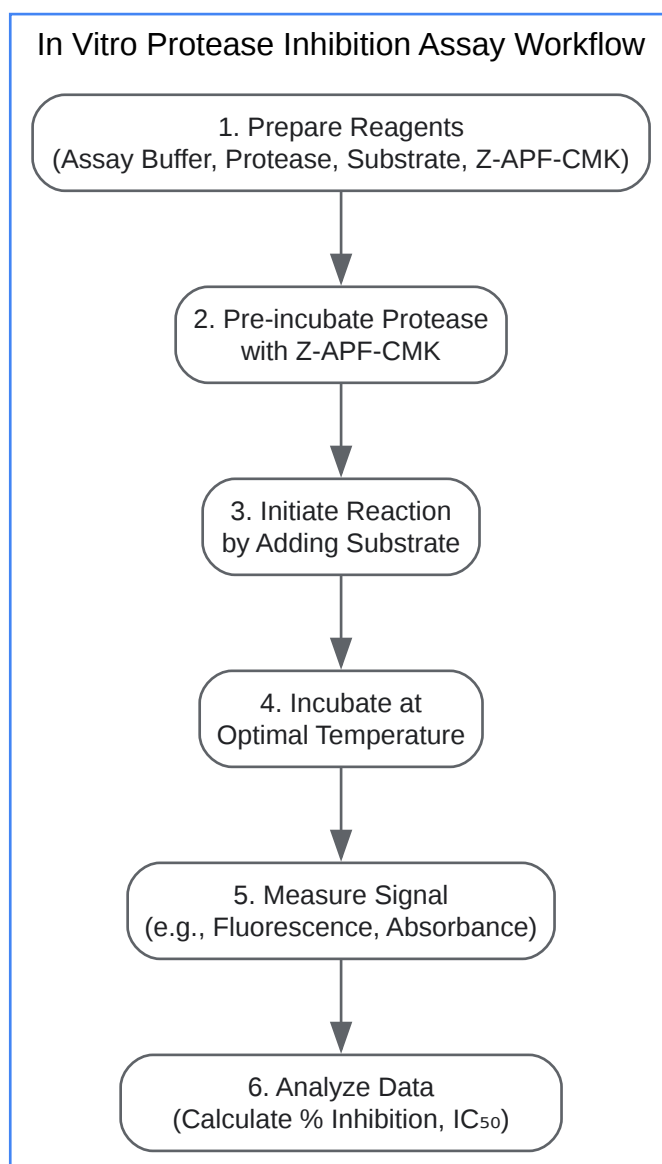 In Vitro Protease Inhibition Assay Workflow
1. Prepare Reagents
(Assay Buffer, Protease, Substrate, Z-APF-CMK)
2. Pre-incubate Protease
with Z-APF-CMK
3. Initiate Reaction
by Adding Substrate
4. Incubate at
Optimal Temperature
5. Measure Signal
(e.g., Fluorescence, Absorbance)
6. Analyze Data
(Calculate % Inhibition, IC₅₀)